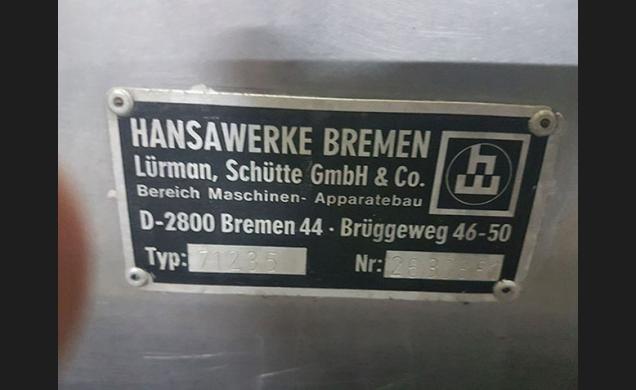 HANSAWERKE BREMEN
Lürman, Schütte GmbH & Co.
Bereich Maschinen- Apparatebau
D-2800 Bremen 44 · Brüggeweg 46-50
Typ: 71235 Nr: